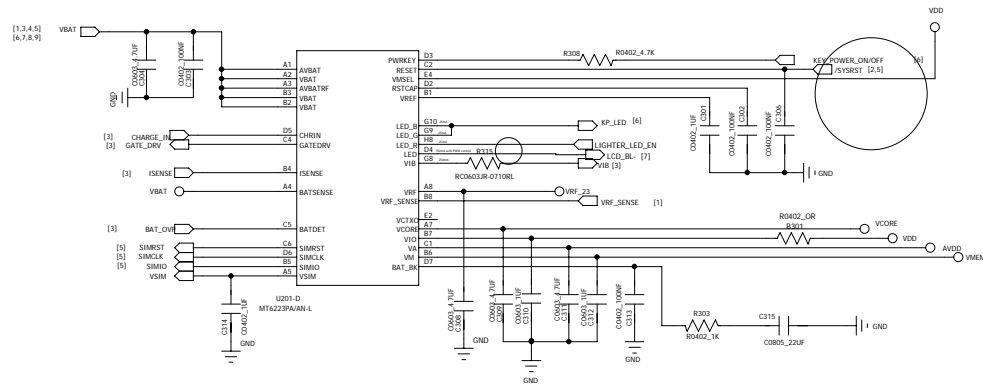 [1,3,4,5]
[6,7,8,9]
VBAT
VDD
C0603_4.7UF
C304
C0402_100NF
C303
GND
A1 AVBAT
A2 VBAT
A3 AVBATRF
B3 VBAT
B2 VBAT
[3] CHARGE_IN D5 CHRIN
[3] GATE_DRV C4 GATEDRV
[3] ISENSE B4 ISENSE
VBAT A4 BATSENSE
[3] BAT_OVP C5 BATDET
[5] SIMRST C6 SIMRST
[5] SIMCLK D6 SIMCLK
[5] SIMIO B5 SIMIO
VSIM A5 VSIM
U201-D
MT6223PA/AN-L
C314
C0402_1UF
GND
PWRKEY D3 R308 R0402_4.7K KEY_POWER_ON/OFF [6]
RESET C2 /SYSRST [2,5]
VMSEL E4
RSTCAP D2
VREF B1
C0402_1UF
C301
C0402_100NF
C302
C0402_100NF
C306
GND
LED_B G10 KP_LED [6]
LED_G G9
LED_R H8 LIGHTER_LED_EN
LED D4 LCD_BL- [7]
VIB G8 R315 VIB [3]
RC0603JR-0710RL
VRF A8 VRF_23
VRF_SENSE B8 VRF_SENSE [1]
VCTXO E2
VCORE A7 VCORE
VIO B7 R0402_OR B301 VDD
VA C1 AVDD
VM B6 VMEM
BAT_BK D7
C0603_4.7UF
C308
GND
C0603_4.7UF
C309
C0603_1UF
C310
C0603_4.7UF
C311
C0603_1UF
C312
C0402_100NF
C313
GND
GND
R303
R0402_1K
C315
C0805_22UF
GND